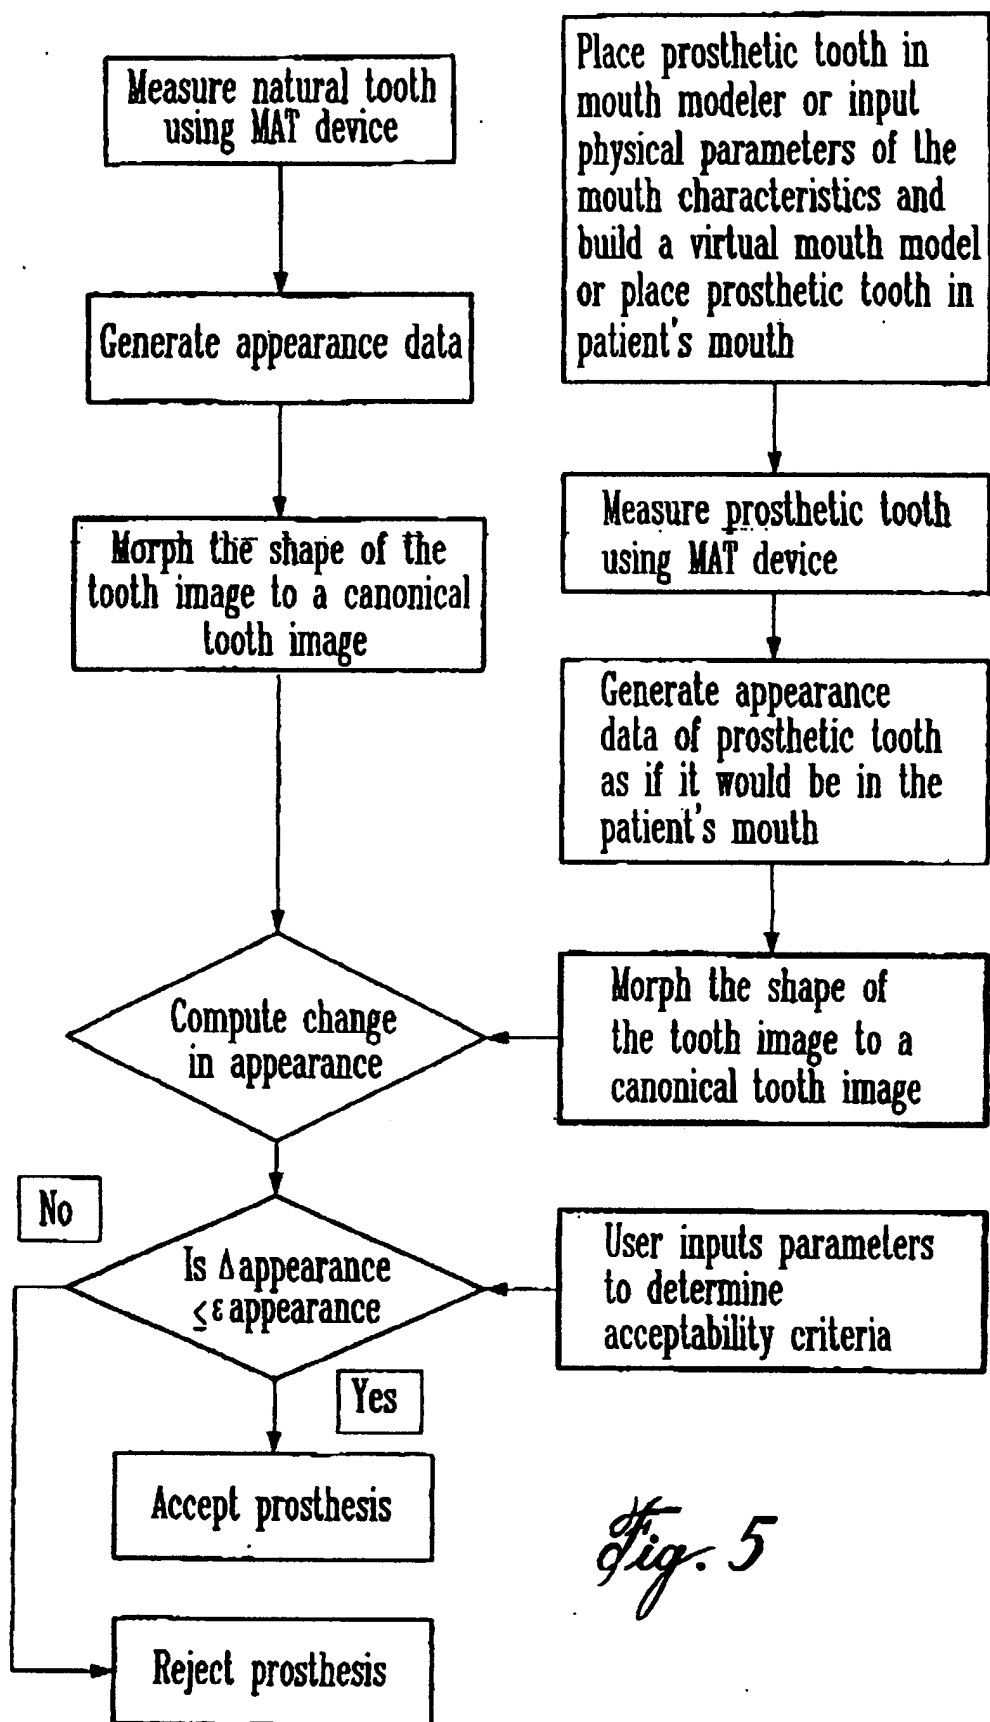 Measure natural tooth
using MAT device
Generate appearance data
Morph the shape of the
tooth image to a canonical
tooth image
Place prosthetic tooth in
mouth modeler or input
physical parameters of the
mouth characteristics and
build a virtual mouth model
or place prosthetic tooth in
patient's mouth
Measure prosthetic tooth
using MAT device
Generate appearance
data of prosthetic tooth
as if it would be in the
patient's mouth
Morph the shape of
the tooth image to a
canonical tooth image
Compute change
in appearance
No
Is Δ appearance
≤ ε appearance
User inputs parameters
to determine
acceptability criteria
Yes
Accept prosthesis
Reject prosthesis
Fig. 5